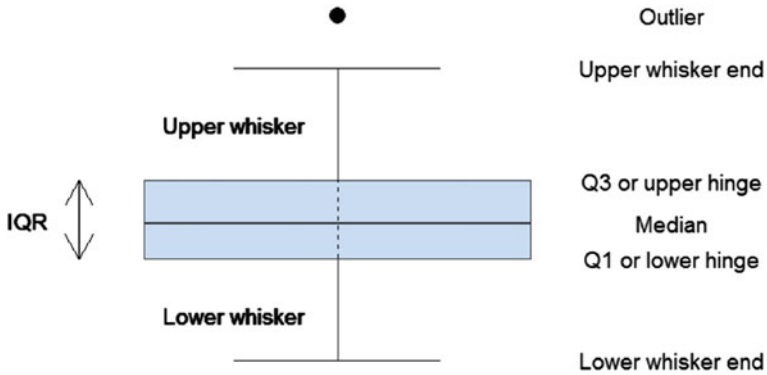 Outlier
Upper whisker end
Upper whisker
Q3 or upper hinge
IQR
Median
Q1 or lower hinge
Lower whisker
Lower whisker end